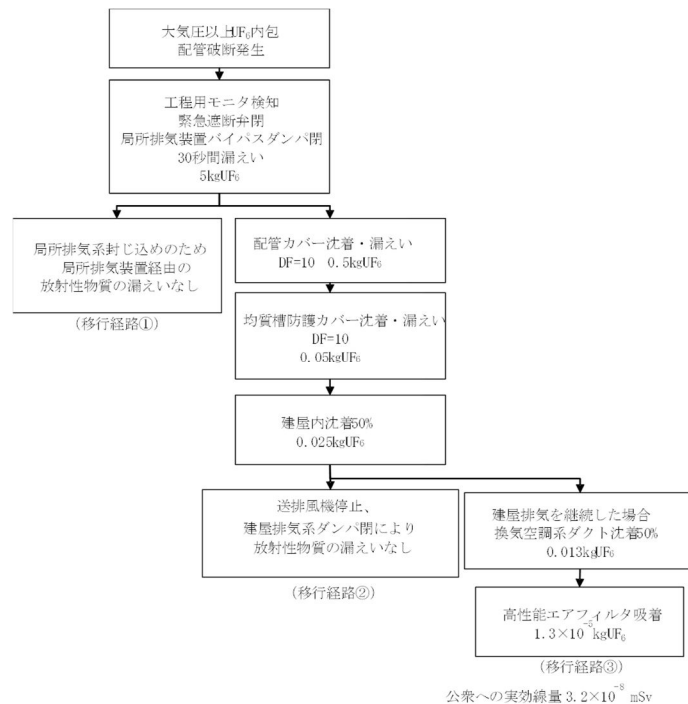 大気圧以上UF₆内包
配管破断発生
工程用モニタ検知
緊急遮断弁閉
局所排気装置バイパスダンパ閉
30秒間漏えい
5kgUF₆
局所排気系封じ込めのため
局所排気装置経由の
放射性物質の漏えいなし
(移行経路①)
配管カバー沈着・漏えい
DF=10 0.5kgUF₆
均質槽防護カバー沈着・漏えい
DF=10
0.05kgUF₆
建屋内沈着50%
0.025kgUF₆
送排風機停止、
建屋排気系ダンパ閉により
放射性物質の漏えいなし
(移行経路②)
建屋排気を継続した場合
換気空調系ダクト沈着50%
0.013kgUF₆
高性能エアフィルタ吸着
1.3×10⁻⁵kgUF₆
(移行経路③)
公衆への実効線量 3.2×10⁻⁸ mSv